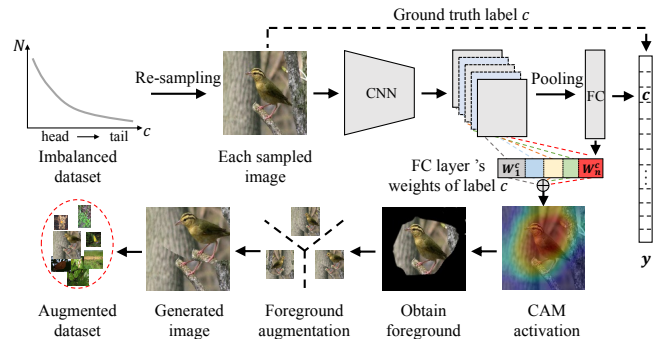 Ground truth label c
N
Re-sampling
CNN
Pooling
FC
c
head → tail
c
Imbalanced
dataset
Each sampled
image
FC layer 's
weights of label c
W₁ᶜ
Wₙᶜ
y
Augmented
dataset
Generated
image
Foreground
augmentation
Obtain
foreground
CAM
activation